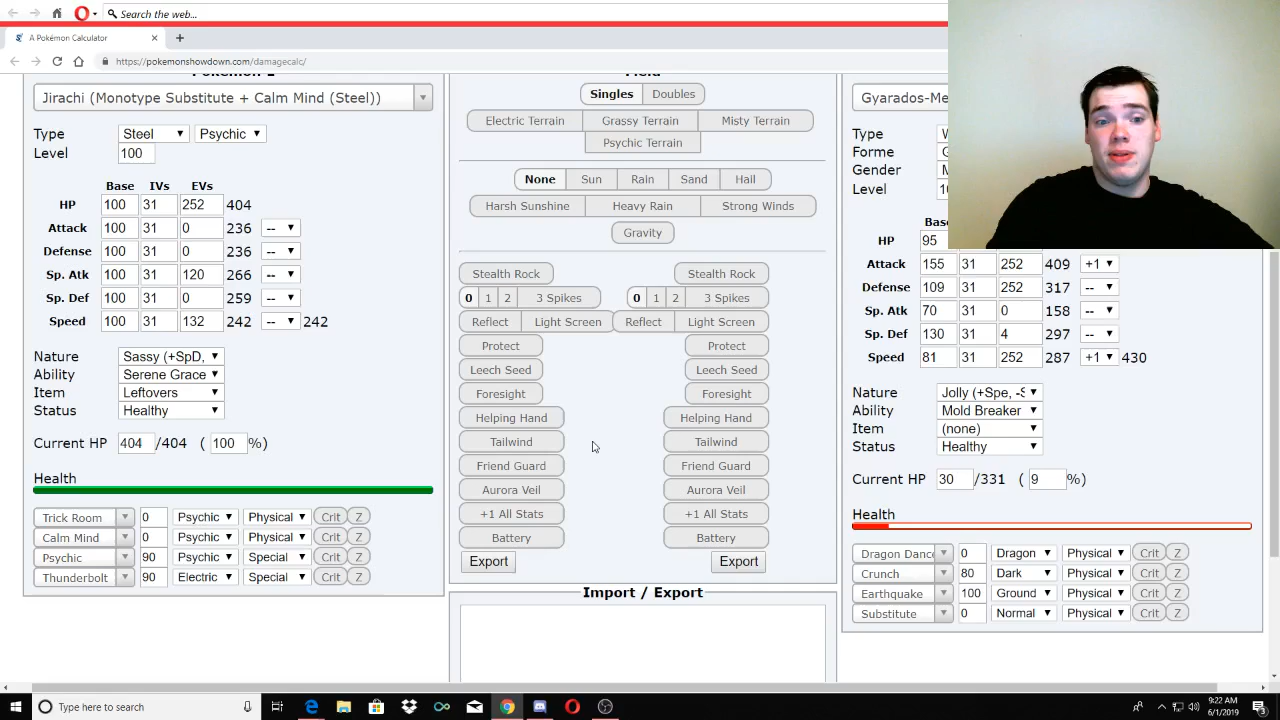 Search the web...
A Pokémon Calculator
https://pokemonshowdown.com/damagecalc/
Jirachi (Monotype Substitute + Calm Mind (Steel))
Type Steel Psychic
Level 100
Base IVs EVs
HP 100 31 252 404
Attack 100 31 0 236 --
Defense 100 31 0 236 --
Sp. Atk 100 31 120 266 --
Sp. Def 100 31 0 259 --
Speed 100 31 132 242 -- 242
Nature Sassy (+SpD,
Ability Serene Grace
Item Leftovers
Status Healthy
Current HP 404 /404 ( 100 %)
Health
Trick Room 0 Psychic Physical Crit Z
Calm Mind 0 Psychic Physical Crit Z
Psychic 90 Psychic Special Crit Z
Thunderbolt 90 Electric Special Crit Z
Singles Doubles
Electric Terrain Grassy Terrain Misty Terrain
Psychic Terrain
None Sun Rain Sand Hail
Harsh Sunshine Heavy Rain Strong Winds
Gravity
Stealth Rock Stealth Rock
0 1 2 3 Spikes 0 1 2 3 Spikes
Reflect Light Screen Reflect Light Screen
Protect Protect
Leech Seed Leech Seed
Foresight Foresight
Helping Hand Helping Hand
Tailwind Tailwind
Friend Guard Friend Guard
Aurora Veil Aurora Veil
+1 All Stats +1 All Stats
Battery Battery
Export Export
Import / Export
Gyarados-Me
Type
Forme
Gender
Level
HP 95
Attack 155 31 252 409 +1
Defense 109 31 252 317 --
Sp. Atk 70 31 0 158 --
Sp. Def 130 31 4 297 --
Speed 81 31 252 287 +1 430
Nature Jolly (+Spe, -S
Ability Mold Breaker
Item (none)
Status Healthy
Current HP 30 /331 ( 9 %)
Health
Dragon Danc 0 Dragon Physical Crit Z
Crunch 80 Dark Physical Crit Z
Earthquake 100 Ground Physical Crit Z
Substitute 0 Normal Physical Crit Z
Type here to search
9:22 AM
6/1/2019